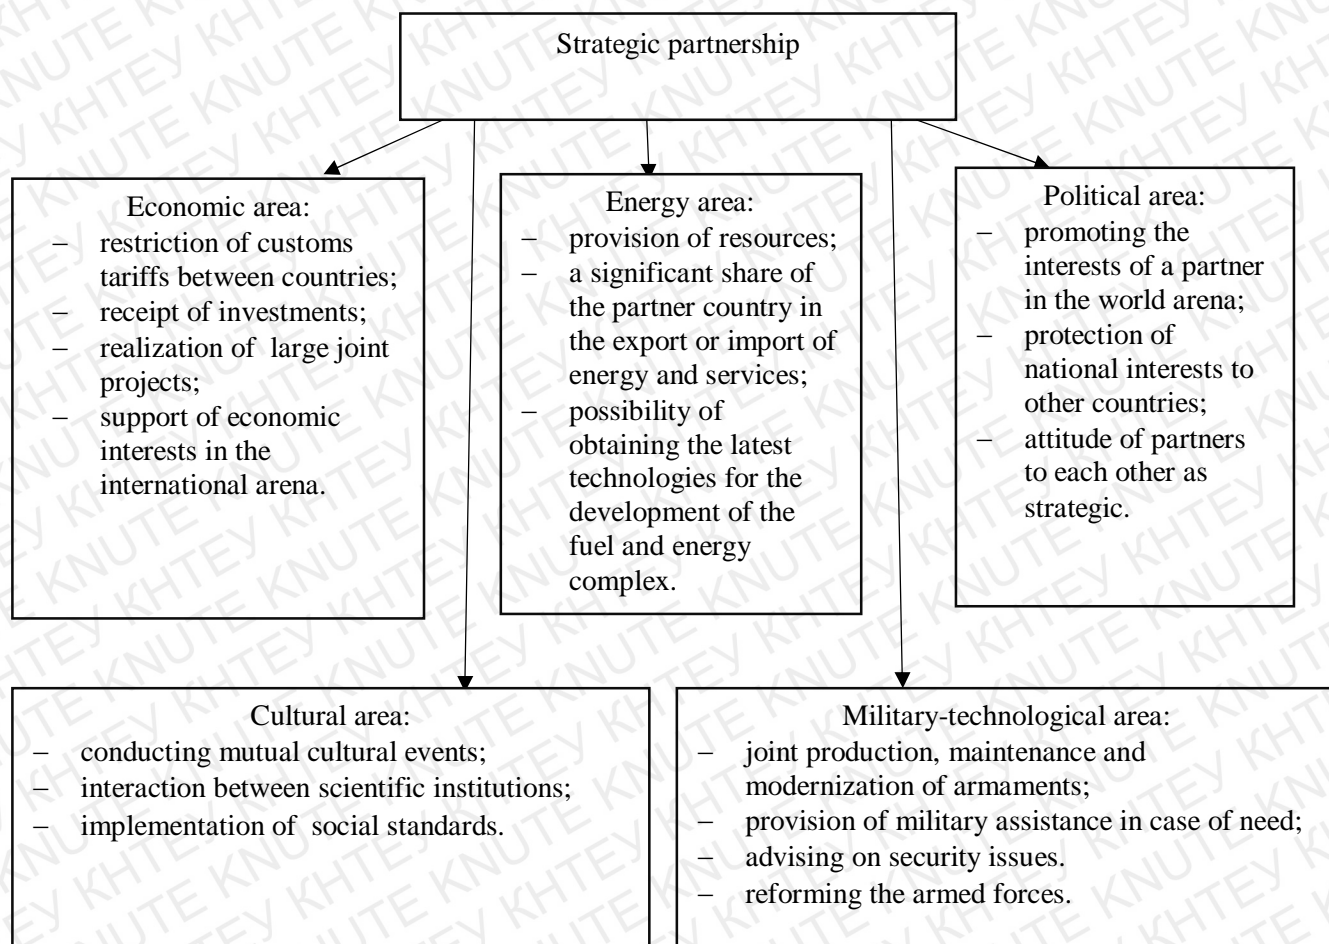 Strategic partnership
Economic area:
– restriction of customs
tariffs between countries;
– receipt of investments;
– realization of large joint
projects;
– support of economic
interests in the
international arena.
Energy area:
– provision of resources;
– a significant share of
the partner country in
the export or import of
energy and services;
– possibility of
obtaining the latest
technologies for the
development of the
fuel and energy
complex.
Political area:
– promoting the
interests of a partner
in the world arena;
– protection of
national interests to
other countries;
– attitude of partners
to each other as
strategic.
Cultural area:
– conducting mutual cultural events;
– interaction between scientific institutions;
– implementation of social standards.
Military-technological area:
– joint production, maintenance and
modernization of armaments;
– provision of military assistance in case of need;
– advising on security issues.
– reforming the armed forces.